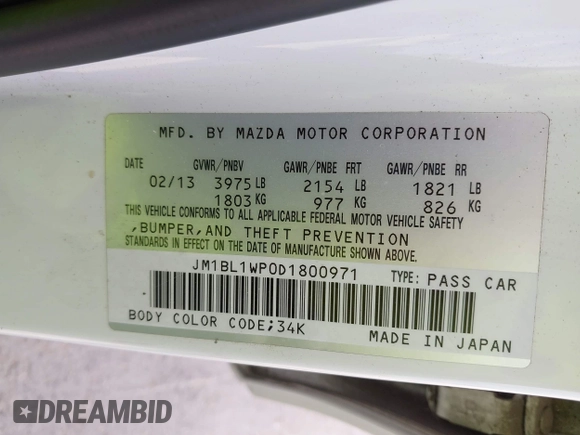 MFD. BY MAZDA MOTOR CORPORATION
DATE GVWR/PNBV GAWR/PNBE FRT GAWR/PNBE RR
02/13 3975 LB 2154 LB 1821 LB
1803 KG 977 KG 826 KG
THIS VEHICLE CONFORMS TO ALL APPLICABLE FEDERAL MOTOR VEHICLE SAFETY
,BUMPER,AND THEFT PREVENTION
STANDARDS IN EFFECT ON THE DATE OF MANUFACTURE SHOWN ABOVE.
JM1BL1WP0D1800971 TYPE: PASS CAR
BODY COLOR CODE;34K MADE IN JAPAN
DREAMBID